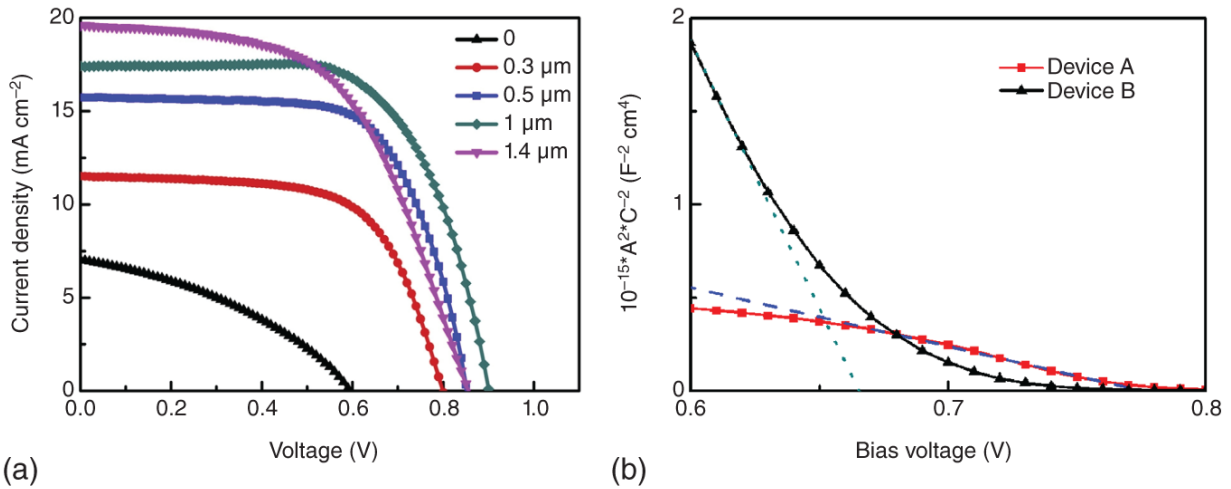 20
15
10
5
0
0.0
0.2
0.4
0.6
0.8
1.0
Current density (mA cm⁻²)
Voltage (V)
0
0.3 µm
0.5 µm
1 µm
1.4 µm
(a)
2
1
0
0.6
0.7
0.8
10⁻¹⁵*A²*C⁻² (F⁻² cm⁴)
Bias voltage (V)
Device A
Device B
(b)